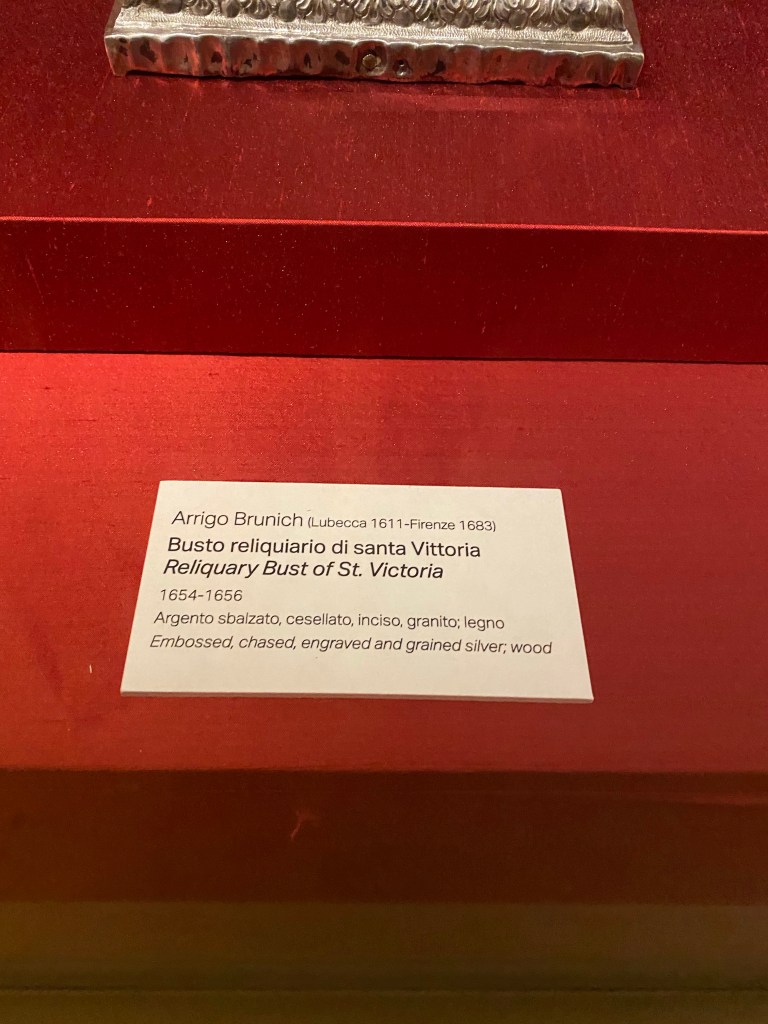 Arrigo Brunich (Lubecca 1611-Firenze 1683)
Busto reliquiario di santa Vittoria
Reliquary Bust of St. Victoria
1654-1656
Argento sbalzato, cesellato, inciso, granito; legno
Embossed, chased, engraved and grained silver; wood